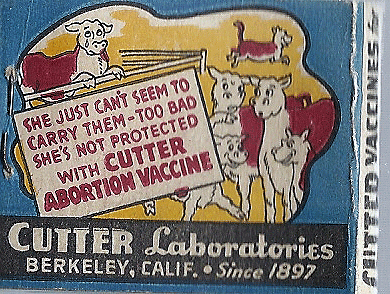 SHE JUST CAN'T SEEM TO
CARRY THEM-TOO BAD
SHE'S NOT PROTECTED
WITH CUTTER
ABORTION VACCINE
CUTTER Laboratories
BERKELEY, CALIF. • Since 1897
CUTTER VACCINES